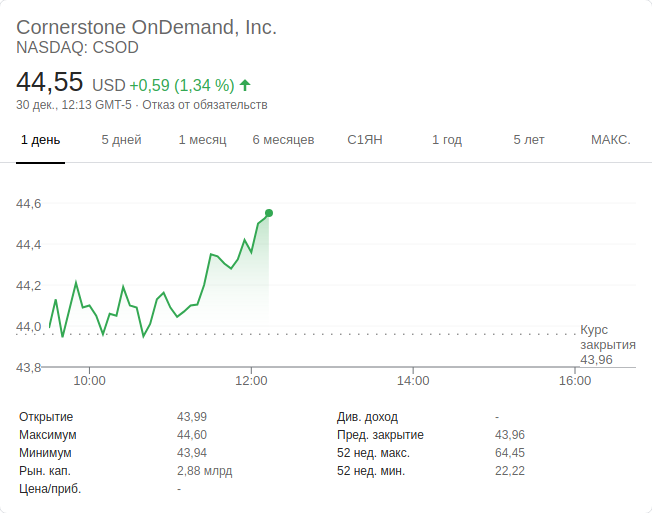 Cornerstone OnDemand, Inc.
NASDAQ: CSOD
44,55 USD +0,59 (1,34 %)
30 дек., 12:13 GMT-5 · Отказ от обязательств
1 день 5 дней 1 месяц 6 месяцев С1ЯН 1 год 5 лет МАКС.
44,6
44,4
44,2
44,0
Курс
закрытия
43,96
43,8
10:00 12:00 14:00 16:00
Открытие 43,99 Див. доход -
Максимум 44,60 Пред. закрытие 43,96
Минимум 43,94 52 нед. макс. 64,45
Рын. кап. 2,88 млрд 52 нед. мин. 22,22
Цена/приб. -